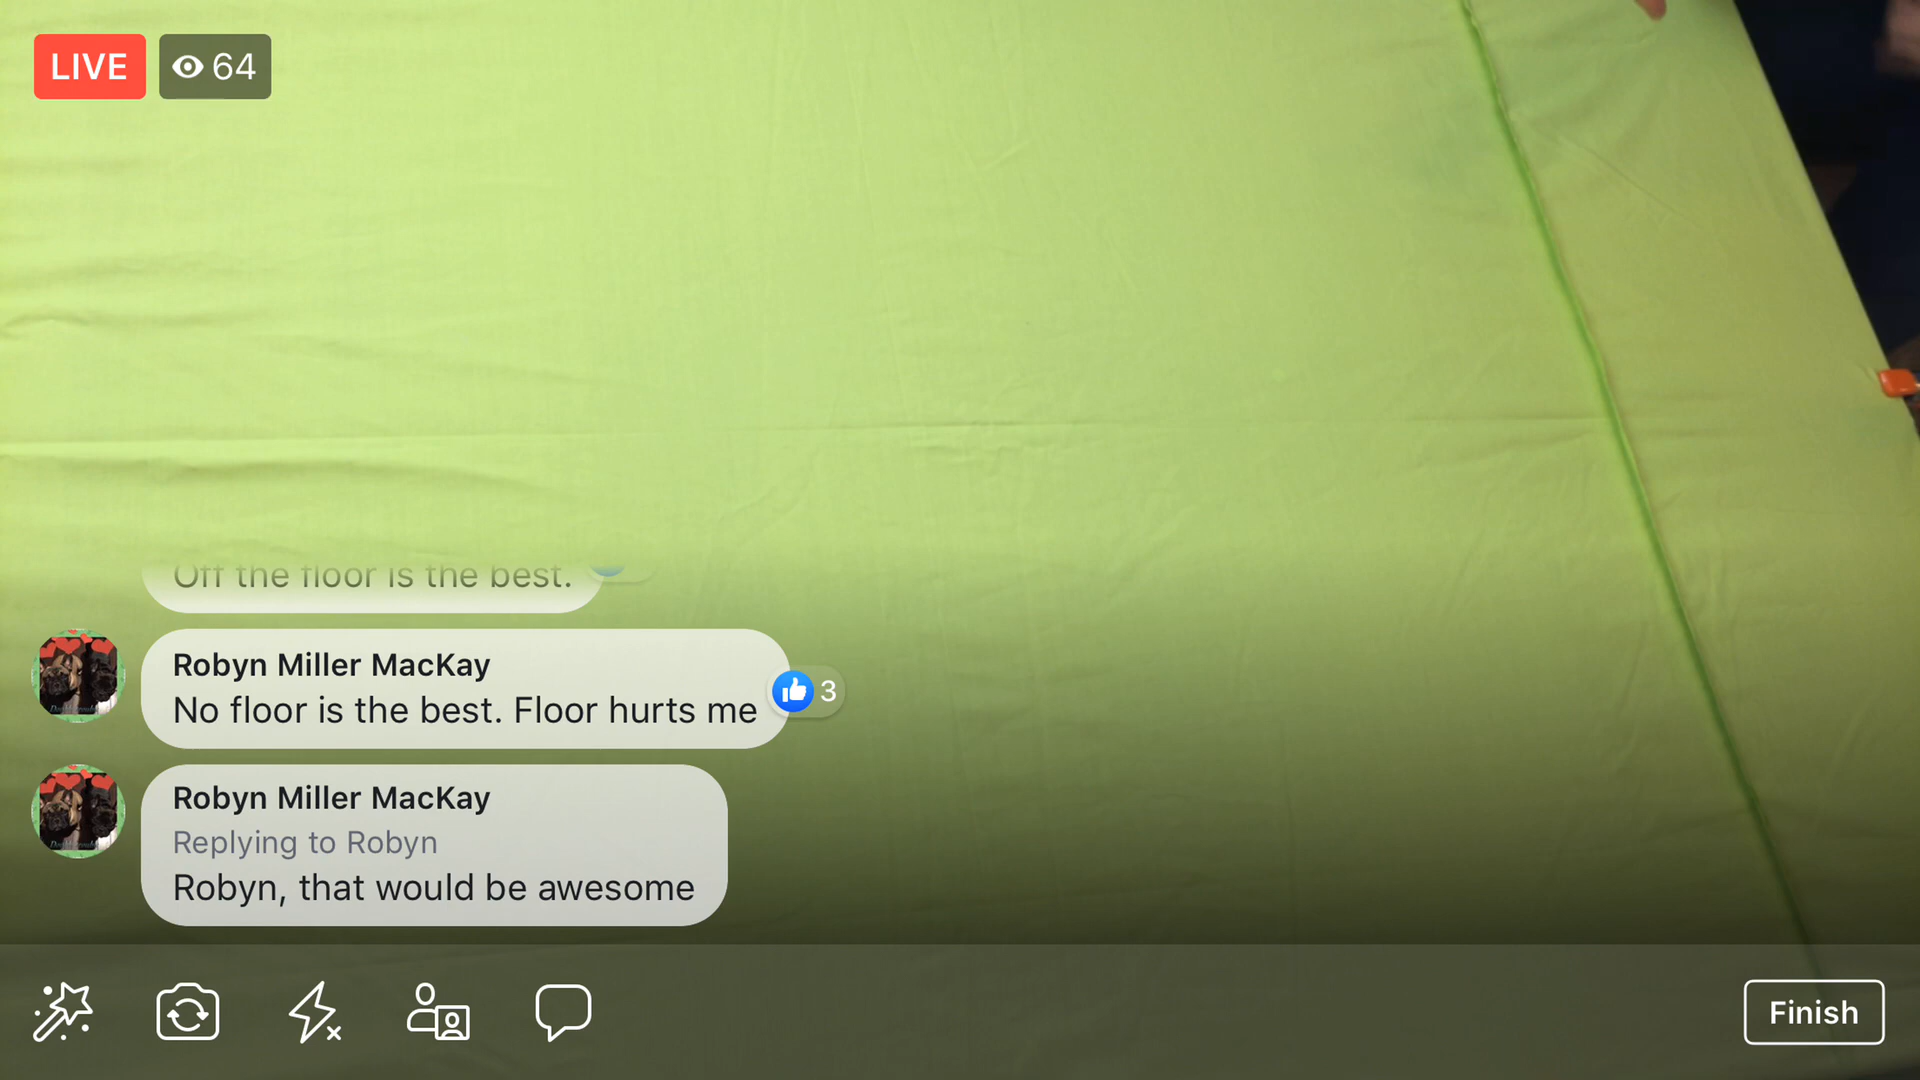 LIVE
64
Off the floor is the best.
Robyn Miller MacKay
No floor is the best. Floor hurts me
3
Robyn Miller MacKay
Replying to Robyn
Robyn, that would be awesome
Finish